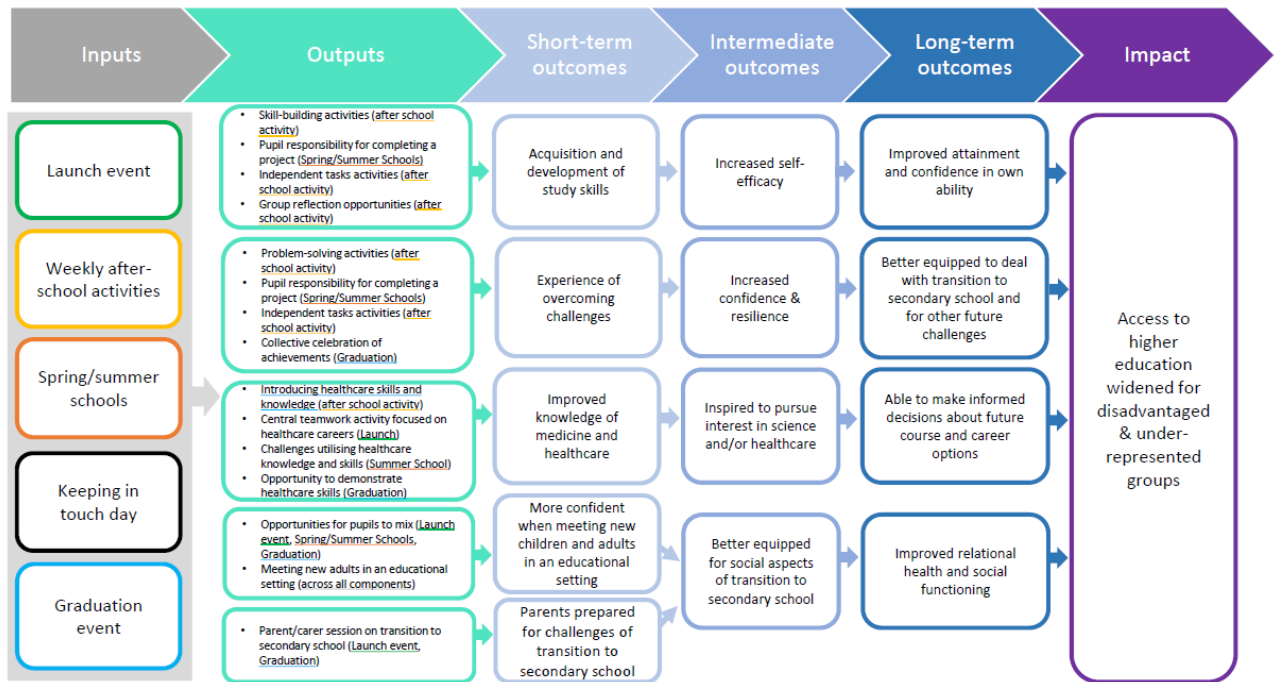 Inputs
Outputs
Short-term
outcomes
Intermediate
outcomes
Long-term
outcomes
Impact
Launch event
Weekly after-
school activities
Spring/summer
schools
Keeping in
touch day
Graduation
event
• Skill-building activities (after school
activity)
• Pupil responsibility for completing a
project (Spring/Summer Schools)
• Independent tasks activities (after
school activity)
• Group reflection opportunities (after
school activity)
• Problem-solving activities (after
school activity)
• Pupil responsibility for completing a
project (Spring/Summer Schools)
• Independent tasks activities (after
school activity)
• Collective celebration of
achievements (Graduation)
• Introducing healthcare skills and
knowledge (after school activity)
• Central teamwork activity focused on
healthcare careers (Launch)
• Challenges utilising healthcare
knowledge and skills (Summer School)
• Opportunity to demonstrate
healthcare skills (Graduation)
• Opportunities for pupils to mix (Launch
event, Spring/Summer Schools,
Graduation)
• Meeting new adults in an educational
setting (across all components)
• Parent/carer session on transition to
secondary school (Launch event,
Graduation)
Acquisition and
development of
study skills
Experience of
overcoming
challenges
Improved
knowledge of
medicine and
healthcare
More confident
when meeting new
children and adults
in an educational
setting
Parents prepared
for challenges of
transition to
secondary school
Increased self-
efficacy
Increased
confidence &
resilience
Inspired to pursue
interest in science
and/or healthcare
Better equipped
for social aspects
of transition to
secondary school
Improved attainment
and confidence in own
ability
Better equipped to deal
with transition to
secondary school and
for other future
challenges
Able to make informed
decisions about future
course and career
options
Improved relational
health and social
functioning
Access to
higher
education
widened for
disadvantaged
& under-
represented
groups